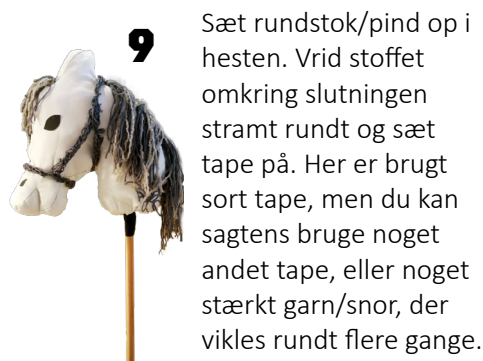 9
Sæt rundstok/pind op i
hesten. Vrid stoffet
omkring slutningen
stramt rundt og sæt
tape på. Her er brugt
sort tape, men du kan
sagtens bruge noget
andet tape, eller noget
stærkt garn/snor, der
vikles rundt flere gange.